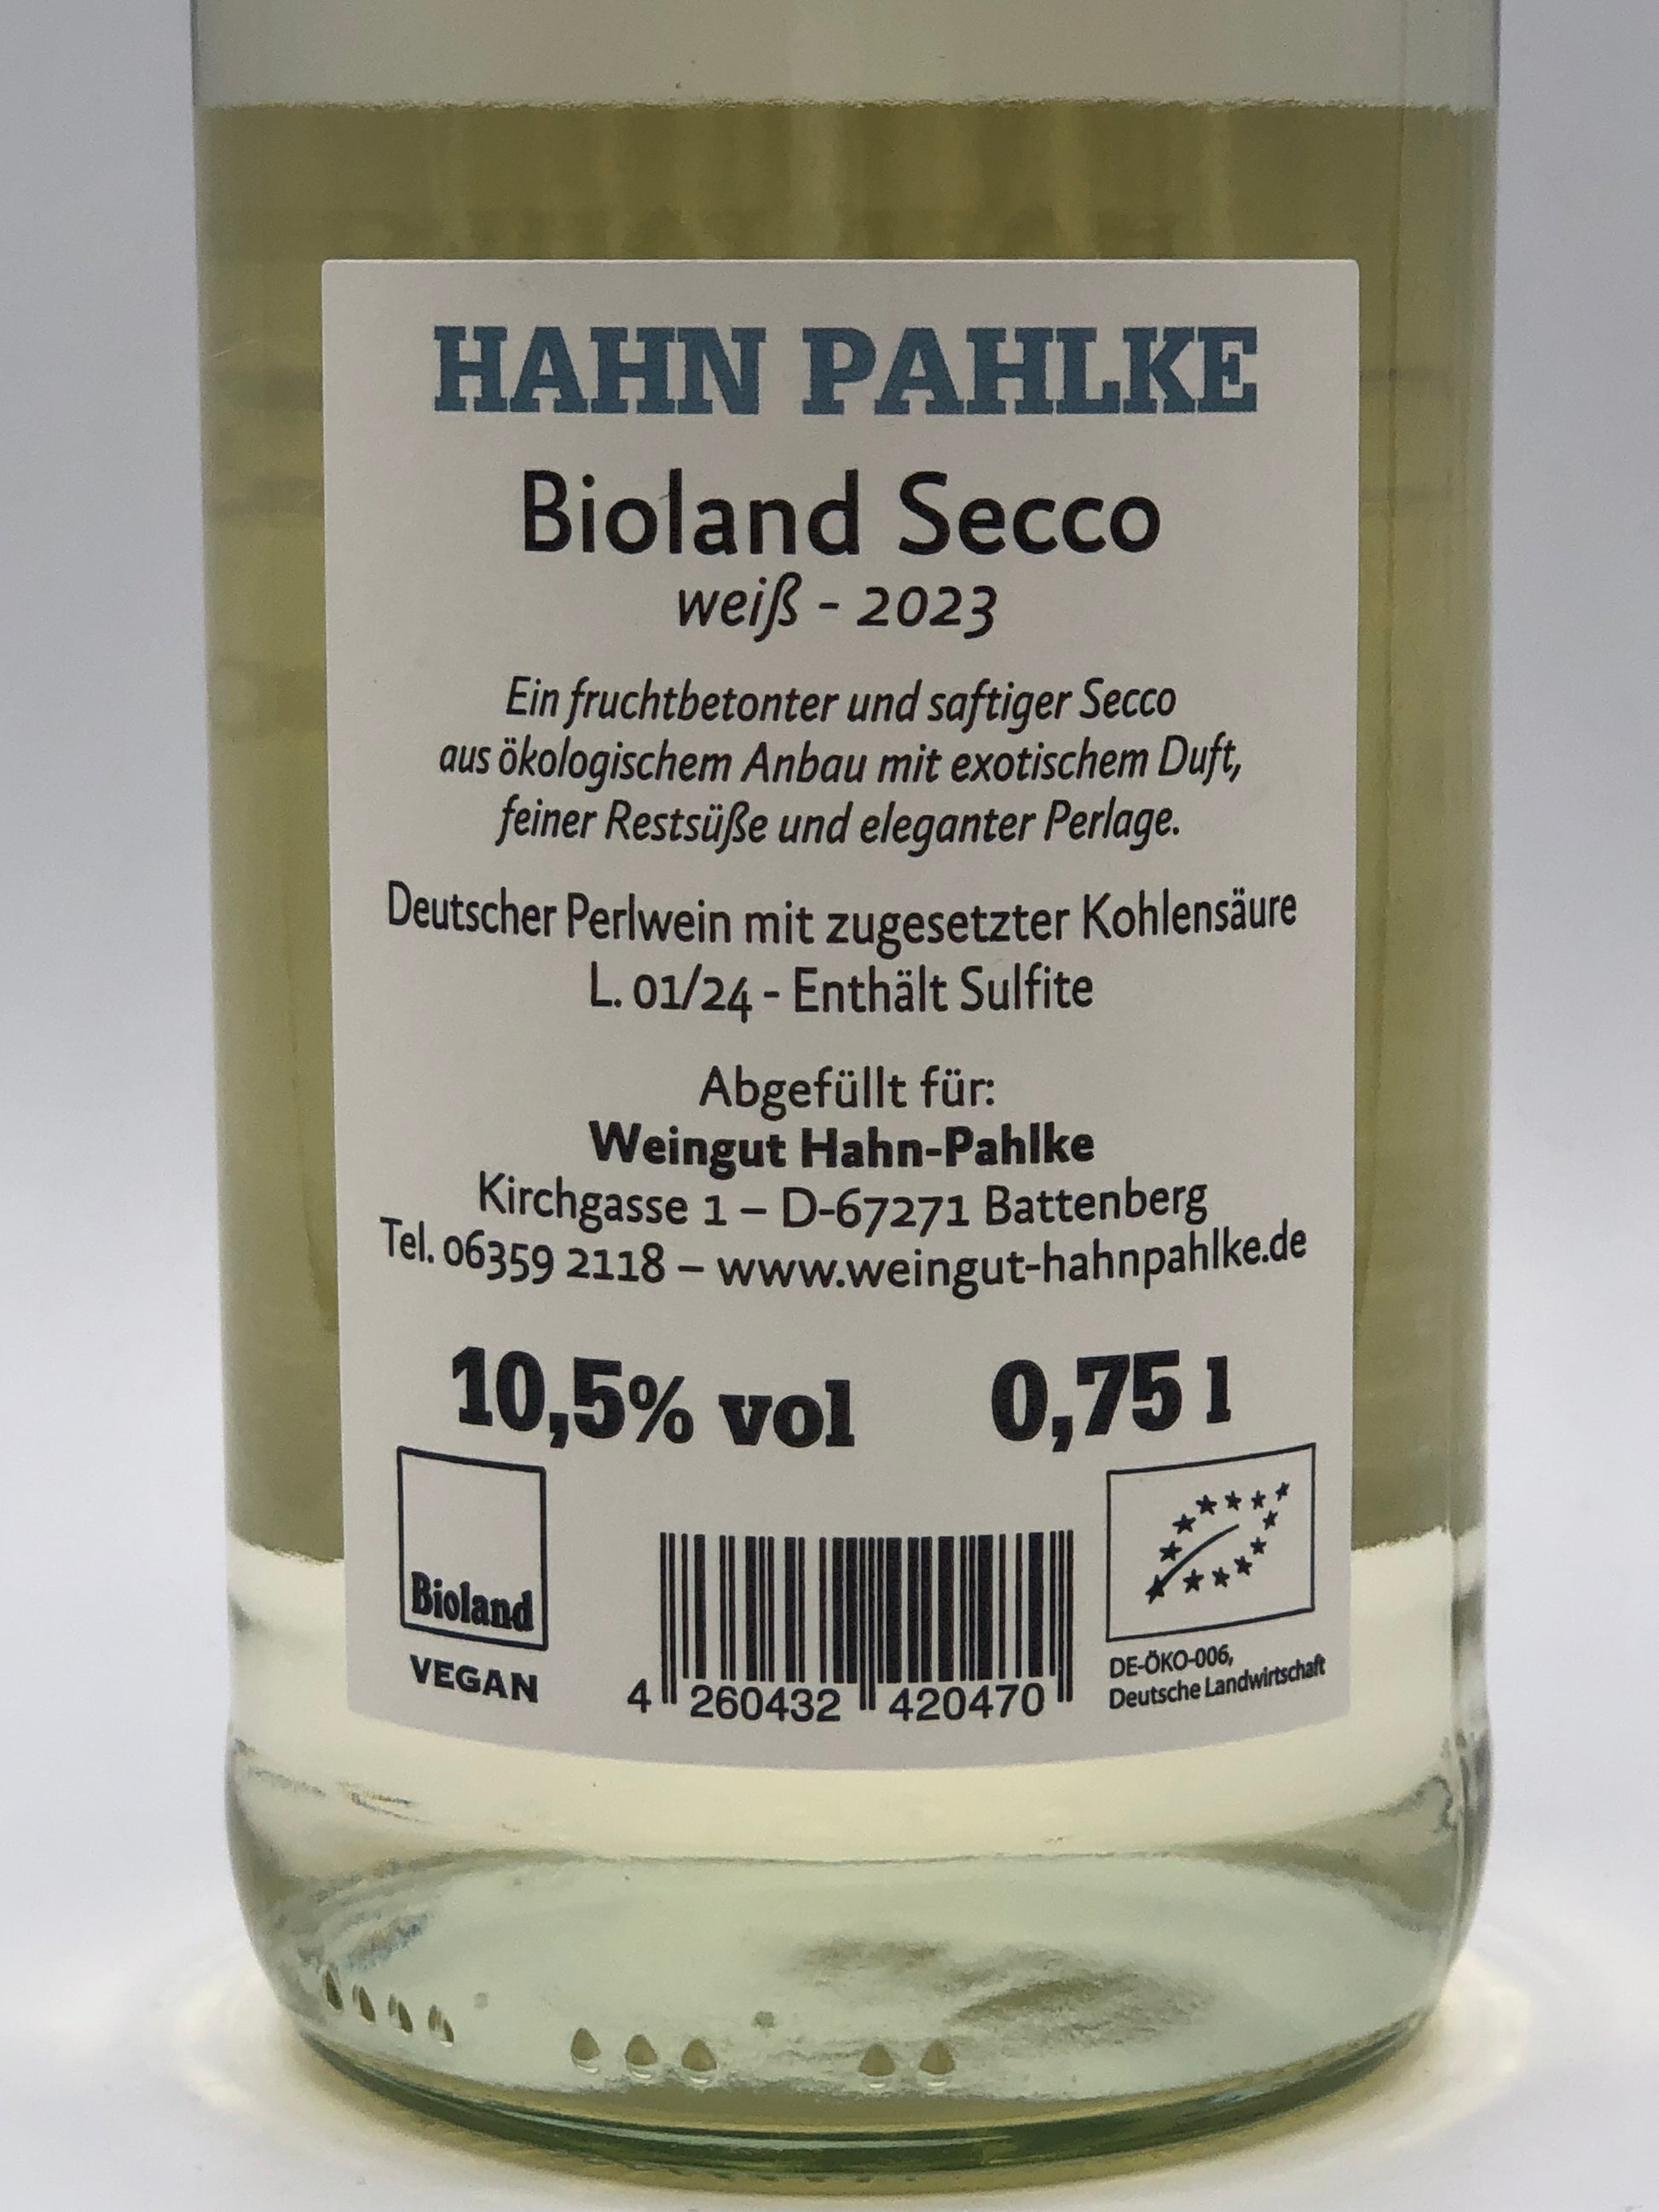 HAHN PAHLKE
Bioland Secco
weiß - 2023
Ein fruchtbetonter und saftiger Secco
aus ökologischem Anbau mit exotischem Duft,
feiner Restsüße und eleganter Perlage.
Deutscher Perlwein mit zugesetzter Kohlensäure
L. 01/24 - Enthält Sulfite
Abgefüllt für:
Weingut Hahn-Pahlke
Kirchgasse 1 – D-67271 Battenberg
Tel. 06359 2118 – www.weingut-hahnpahlke.de
10,5% vol 0,75 l
Bioland
VEGAN
4 260432 420470
DE-ÖKO-006,
Deutsche Landwirtschaft